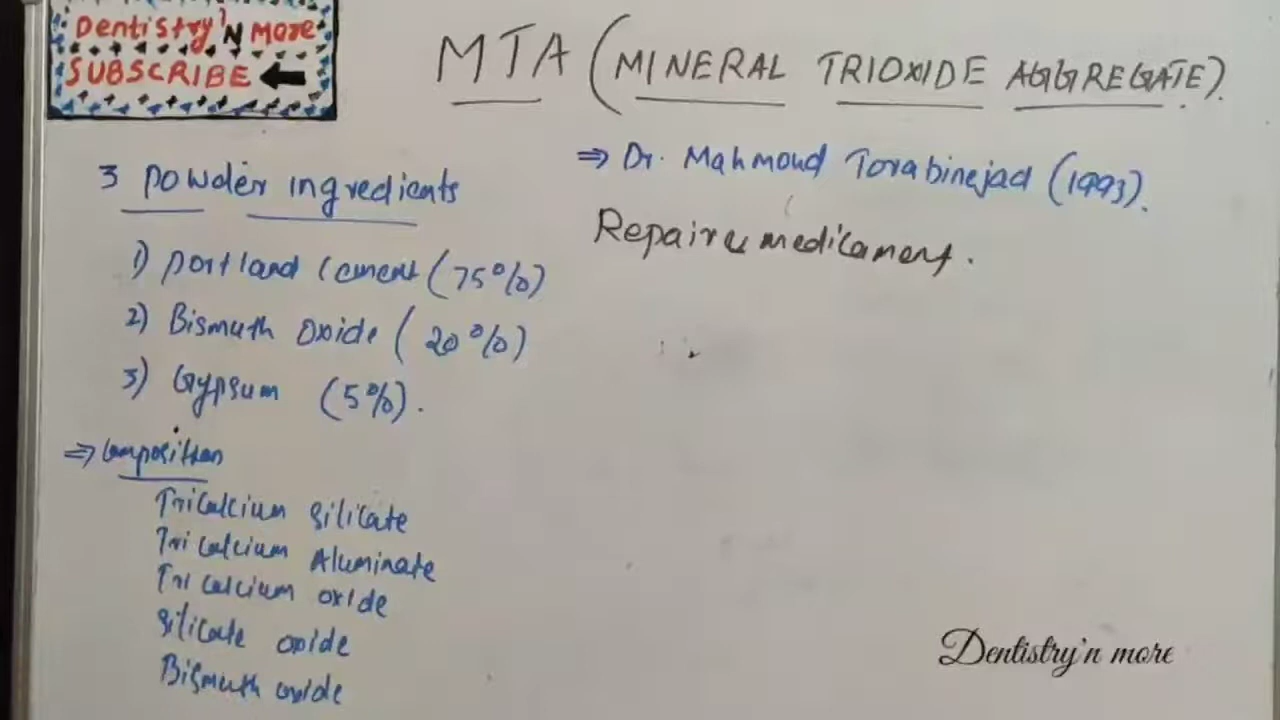 Dentistry'N More
SUBSCRIBE
MTA (MINERAL TRIOXIDE AGGREGATE).
⇒ Dr. Mahmoud Torabinejad (1993).
Repair medicament.
3 powder ingredients
1) portland cement (75%)
2) Bismuth oxide (20%)
3) Gypsum (5%).
⇒ Composition
Tricalcium silicate
Tri calcium Aluminate
Tri calcium oxide
silicate oxide
Bismuth oxide
Dentistry'n more